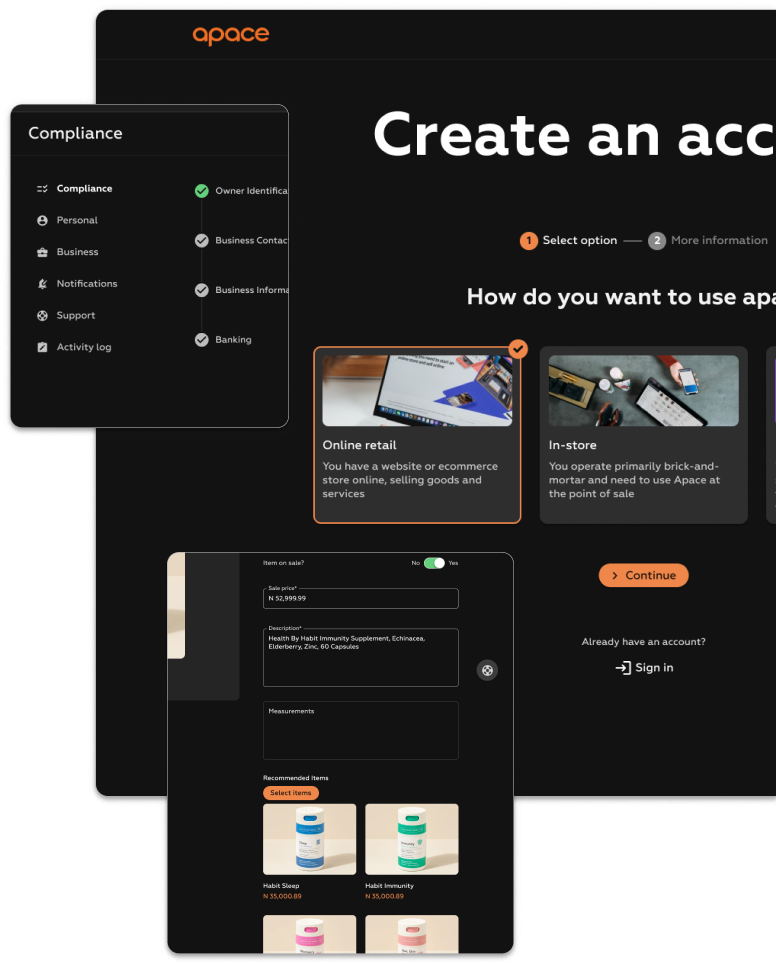 apace
Create an acc
1 Select option
2 More information
How do you want to use apa
Online retail
You have a website or ecommerce
store online, selling goods and
services
In-store
You operate primarily brick-and-
mortar and need to use Apace at
the point of sale
Continue
Already have an account?
Sign in
Compliance
Compliance
Personal
Business
Notifications
Support
Activity log
Owner Identifica
Business Contac
Business Informa
Banking
Item on sale?
No
Yes
Sale price*
N 52,999.99
Description*
Health By Habit Immunity Supplement, Echinacea,
Elderberry, Zinc, 60 Capsules
Measurements
Recommended Items
Select items
Habit Sleep
N 35,000.89
Habit Immunity
N 35,000.89